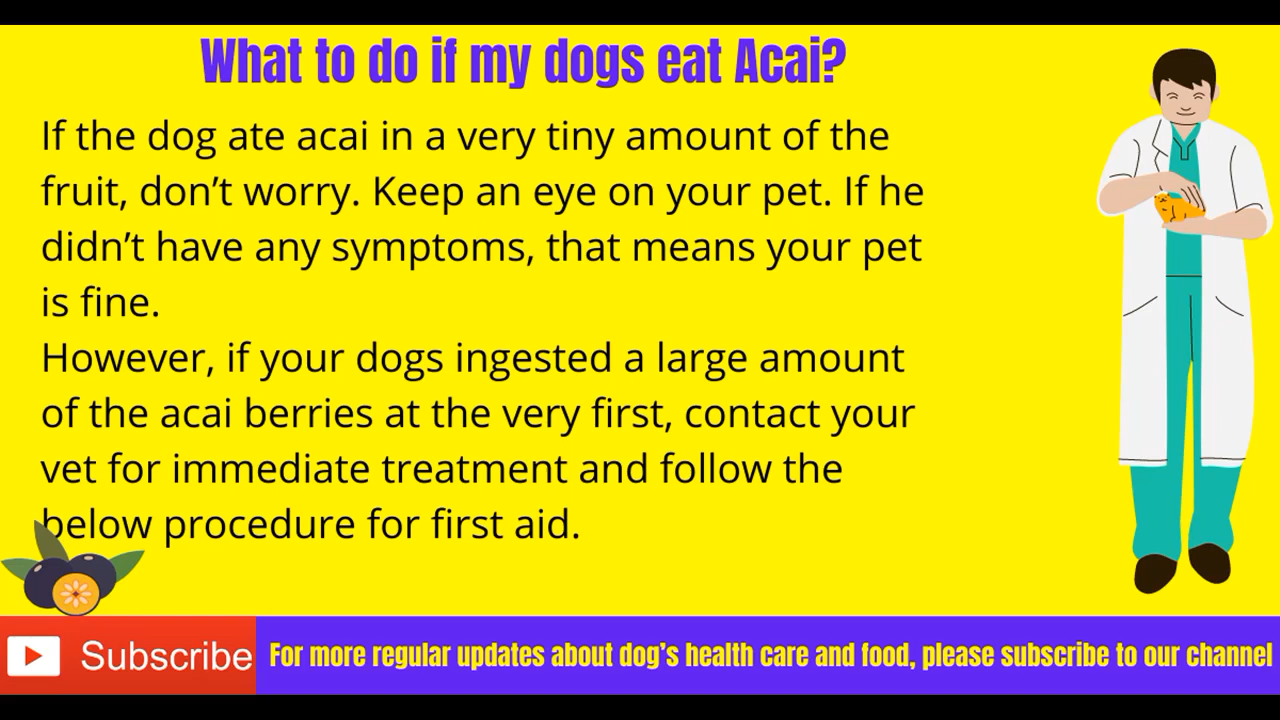 What to do if my dogs eat Acai?
If the dog ate acai in a very tiny amount of the
fruit, don’t worry. Keep an eye on your pet. If he
didn’t have any symptoms, that means your pet
is fine.
However, if your dogs ingested a large amount
of the acai berries at the very first, contact your
vet for immediate treatment and follow the
below procedure for first aid.
Subscribe
For more regular updates about dog’s health care and food, please subscribe to our channel